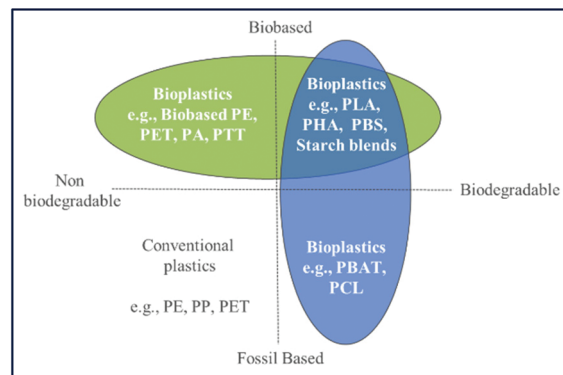 Biobased
Bioplastics
e.g., Biobased PE,
PET, PA, PTT
Bioplastics
e.g., PLA,
PHA, PBS,
Starch blends
Non
biodegradable
Biodegradable
Conventional
plastics
e.g., PE, PP, PET
Bioplastics
e.g., PBAT,
PCL
Fossil Based